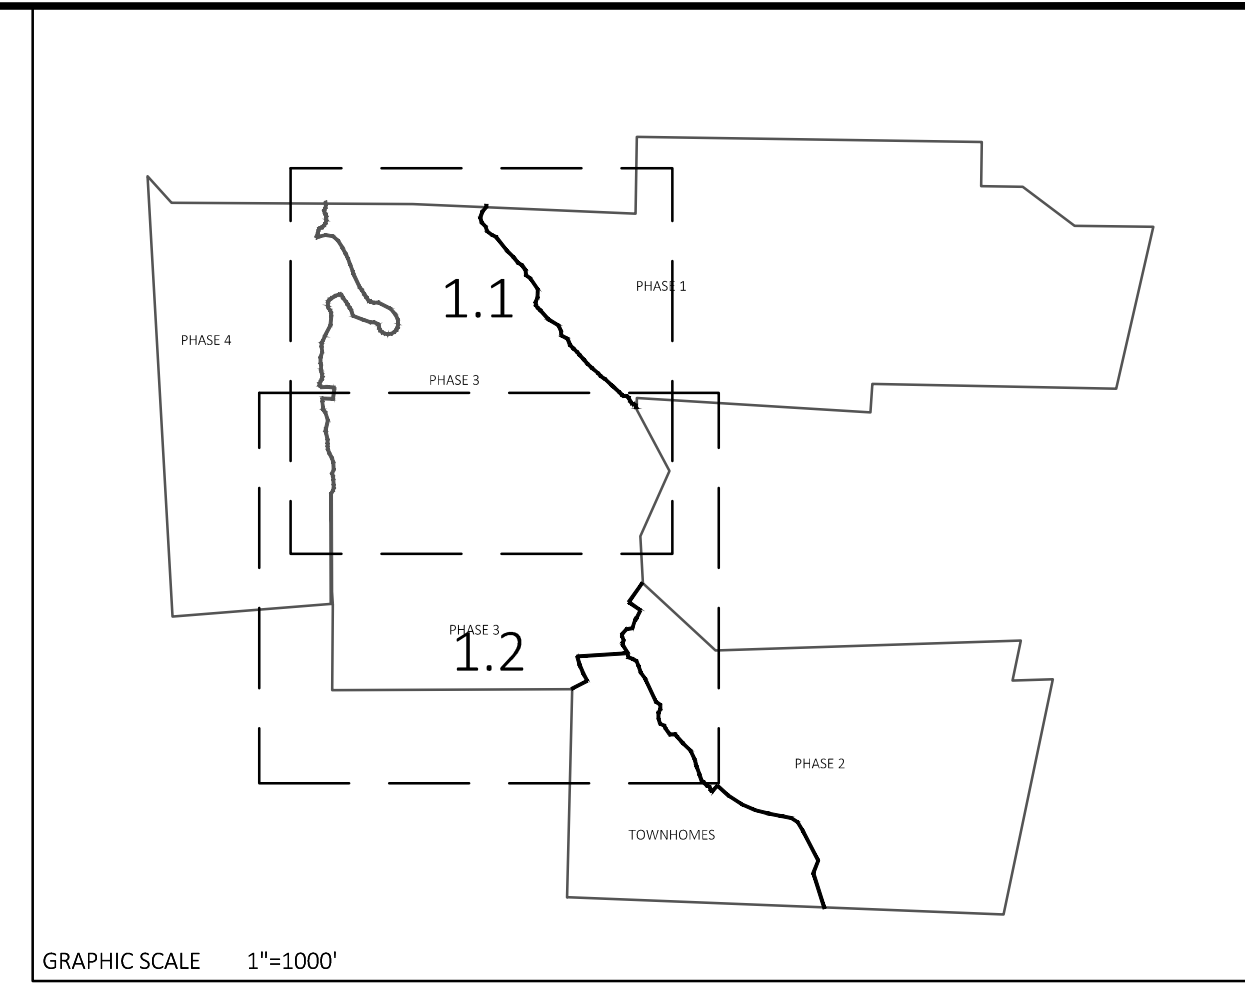 PHASE 1
1.1
PHASE 4
PHASE 3
PHASE 3
1.2
PHASE 2
TOWNHOMES
GRAPHIC SCALE 1"=1000'